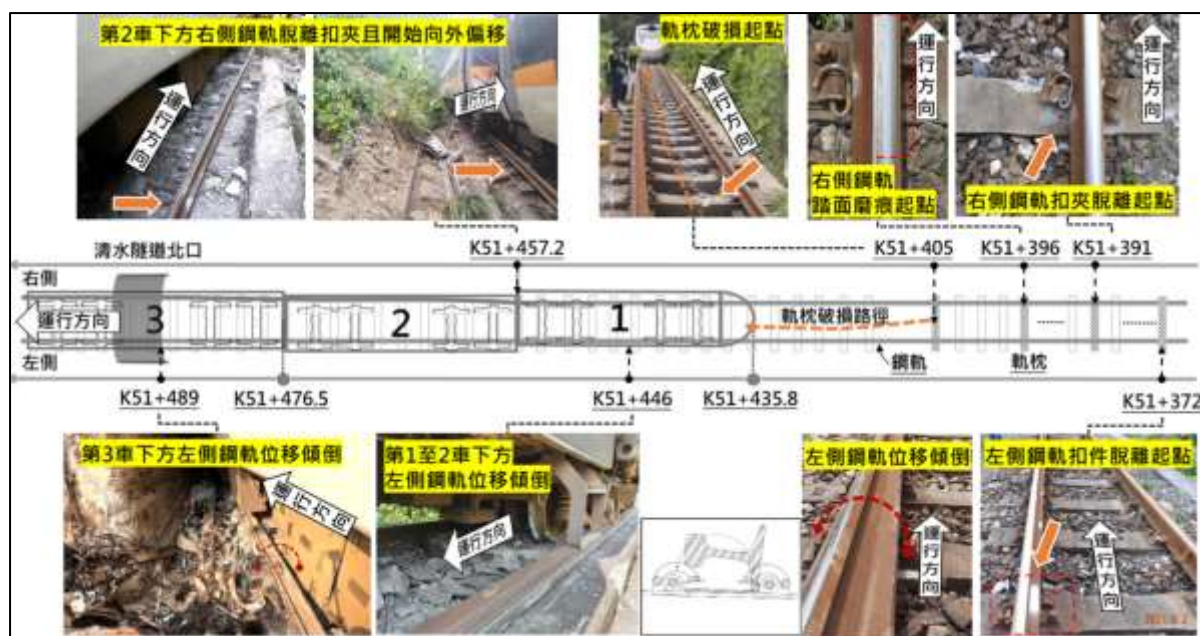 第2車下方右側鋼軌脫離扣夾且開始向外偏移
軌枕破損起點
運行方向
運行方向
運行方向
運行方向
運行方向
右側鋼軌
踏面磨痕起點
右側鋼軌扣夾脫離起點
清水隧道北口
K51+457.2
K51+405
K51+396
K51+391
右側
運行方向
3
2
1
軌枕破損路徑
左側
鋼軌
軌枕
K51+489
K51+476.5
K51+446
K51+435.8
K51+372
第3車下方左側鋼軌位移傾倒
第1至2車下方
左側鋼軌位移傾倒
左側鋼軌位移傾倒
左側鋼軌扣件脫離起點
運行方向
運行方向
運行方向
運行方向